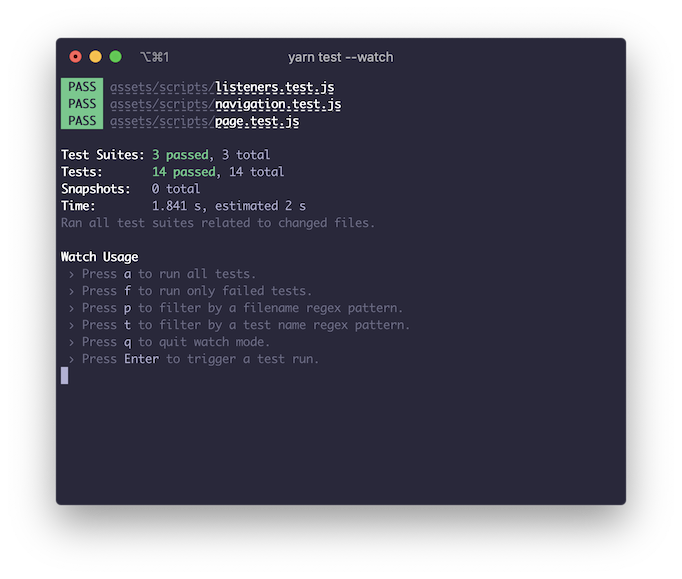 ⌥⌘1 yarn test --watch
PASS assets/scripts/listeners.test.js
PASS assets/scripts/navigation.test.js
PASS assets/scripts/page.test.js
Test Suites: 3 passed, 3 total
Tests: 14 passed, 14 total
Snapshots: 0 total
Time: 1.841 s, estimated 2 s
Ran all test suites related to changed files.
Watch Usage
› Press a to run all tests.
› Press f to run only failed tests.
› Press p to filter by a filename regex pattern.
› Press t to filter by a test name regex pattern.
› Press q to quit watch mode.
› Press Enter to trigger a test run.